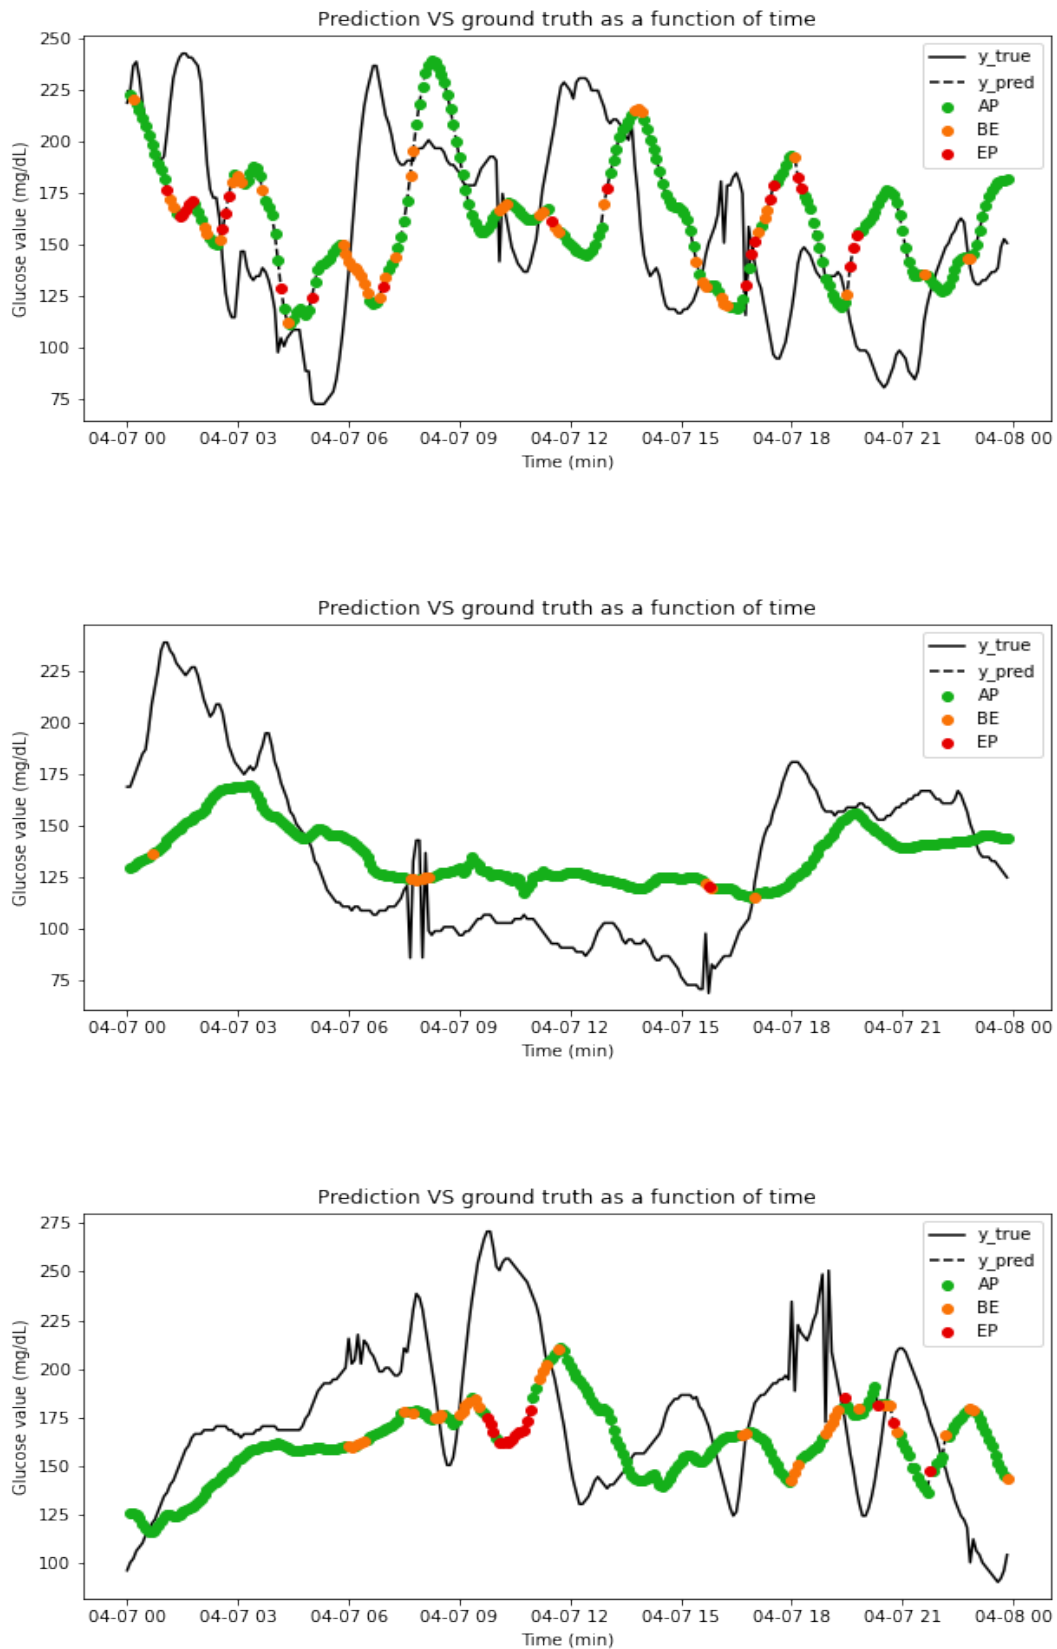 Prediction VS ground truth as a function of time
250
225
200
175
150
125
100
75
Glucose value (mg/dL)
y_true
y_pred
AP
BE
EP
04-07 00 04-07 03 04-07 06 04-07 09 04-07 12 04-07 15 04-07 18 04-07 21 04-08 00
Time (min)
Prediction VS ground truth as a function of time
225
200
175
150
125
100
75
Glucose value (mg/dL)
y_true
y_pred
AP
BE
EP
04-07 00 04-07 03 04-07 06 04-07 09 04-07 12 04-07 15 04-07 18 04-07 21 04-08 00
Time (min)
Prediction VS ground truth as a function of time
275
250
225
200
175
150
125
100
Glucose value (mg/dL)
y_true
y_pred
AP
BE
EP
04-07 00 04-07 03 04-07 06 04-07 09 04-07 12 04-07 15 04-07 18 04-07 21 04-08 00
Time (min)